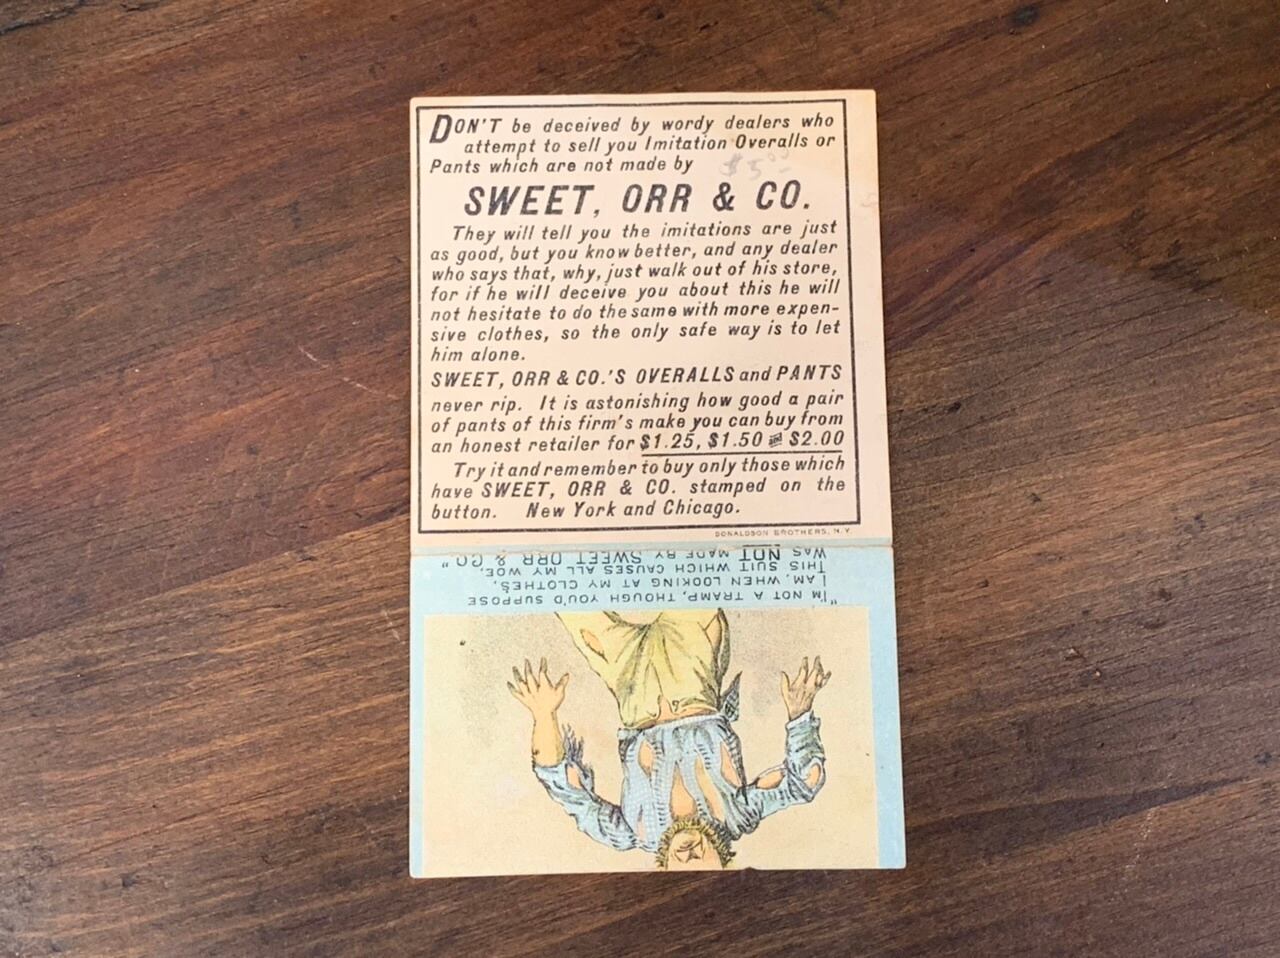 DON'T be deceived by wordy dealers who
attempt to sell you Imitation Overalls or
Pants which are not made by
$5.00
SWEET, ORR & CO.
They will tell you the imitations are just
as good, but you know better, and any dealer
who says that, why, just walk out of his store,
for if he will deceive you about this he will
not hesitate to do the same with more expen-
sive clothes, so the only safe way is to let
him alone.
SWEET, ORR & CO.'S OVERALLS and PANTS
never rip. It is astonishing how good a pair
of pants of this firm's make you can buy from
an honest retailer for $1.25, $1.50 and $2.00
Try it and remember to buy only those which
have SWEET, ORR & CO. stamped on the
button. New York and Chicago.
DONALDSON BROTHERS, N.Y.
"I'M NOT A TRAMP, THOUGH YOU'D SUPPOSE
I AM, WHEN LOOKING AT MY CLOTHES,
THIS SUIT WHICH CAUSES ALL MY WOE,
WAS NOT MADE BY SWEET ORR & CO."